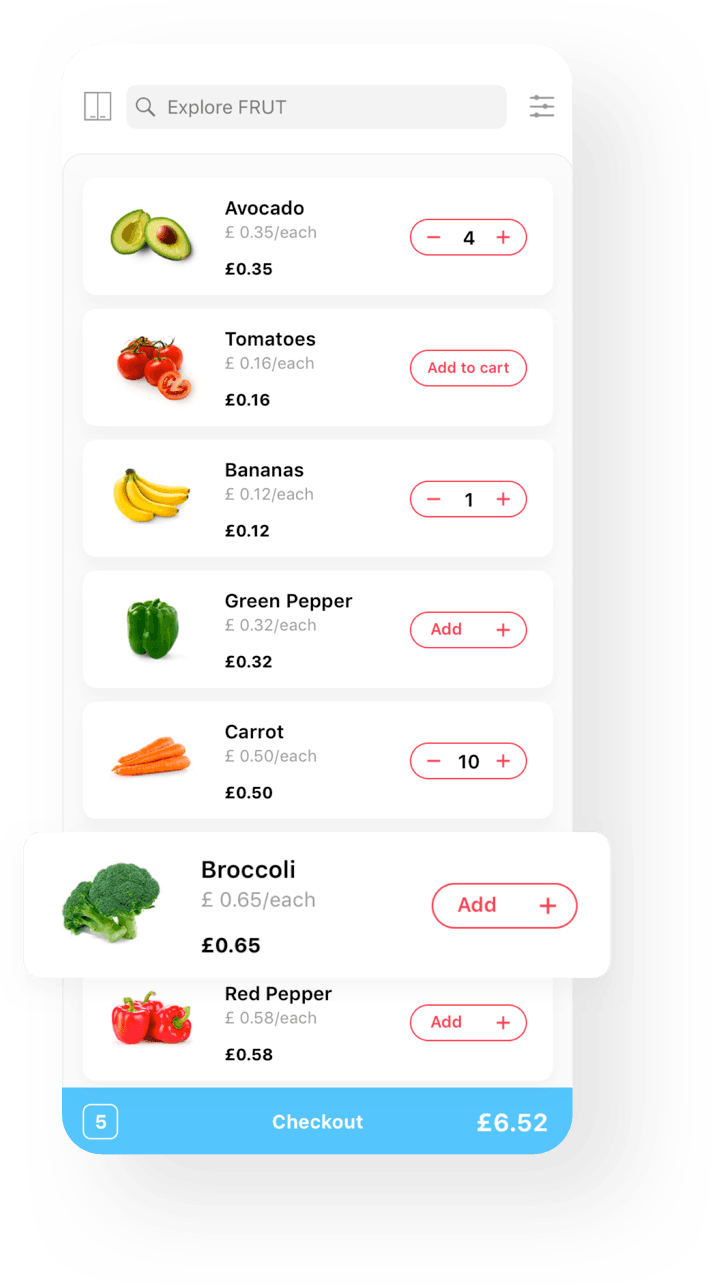 Explore FRUT
Avocado
£ 0.35/each
£0.35
− 4 +
Tomatoes
£ 0.16/each
£0.16
Add to cart
Bananas
£ 0.12/each
£0.12
− 1 +
Green Pepper
£ 0.32/each
£0.32
Add +
Carrot
£ 0.50/each
£0.50
− 10 +
Broccoli
£ 0.65/each
£0.65
Add +
Red Pepper
£ 0.58/each
£0.58
Add +
5 Checkout £6.52